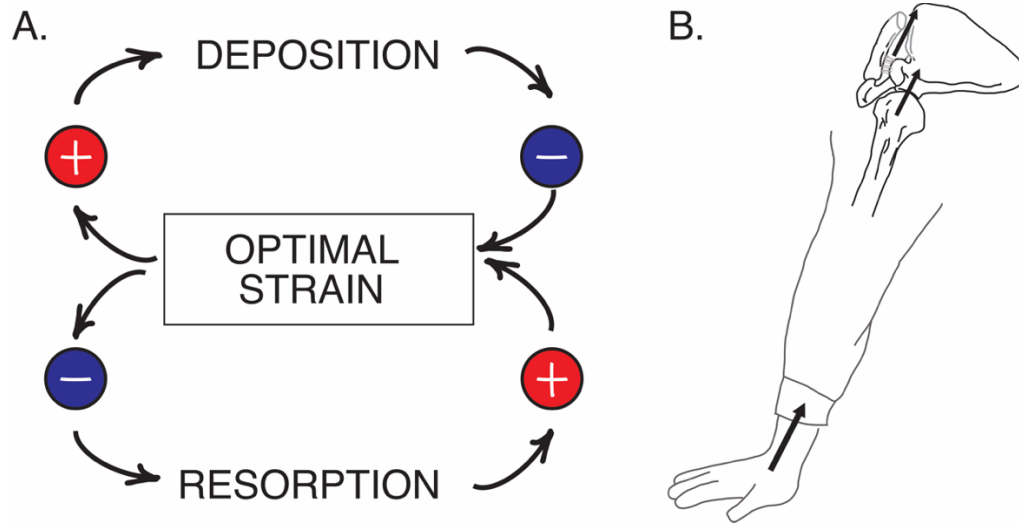 A.
DEPOSITION
+
−
OPTIMAL
STRAIN
−
+
RESORPTION
B.